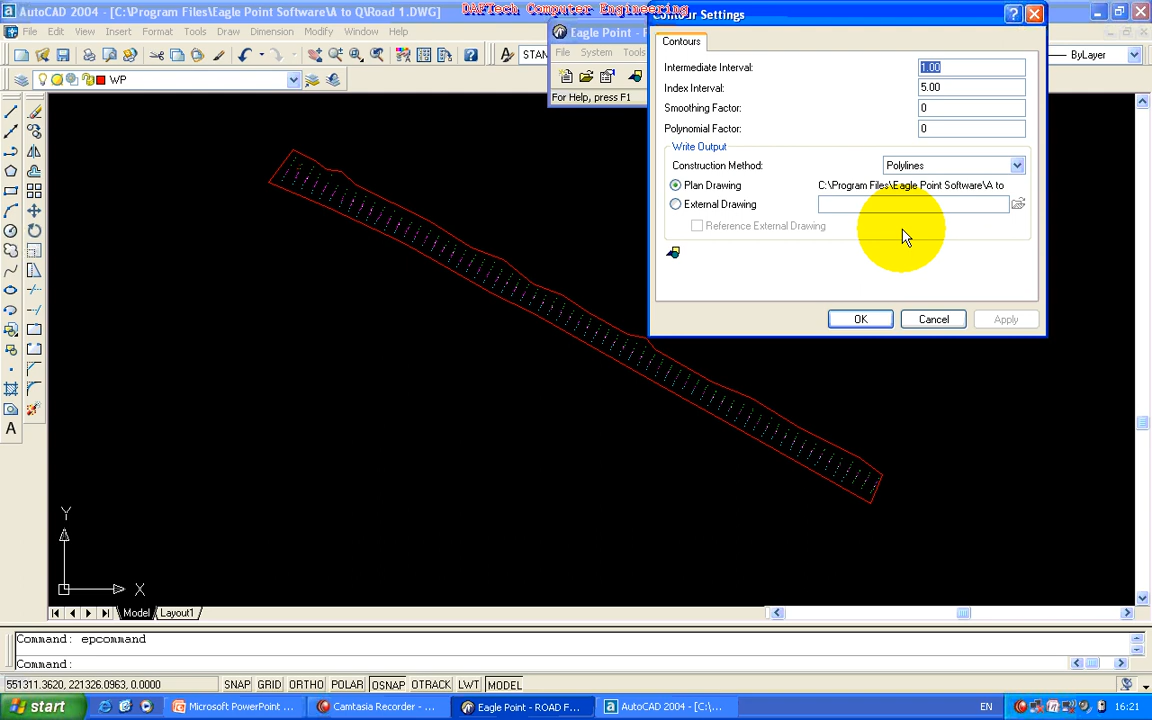 AutoCAD 2004 - [C:\Program Files\Eagle Point Software\A to Q\Road 1.DWG]
DAFTech Computer Engineering
File Edit View Insert Format Tools Draw Dimension Modify Window Help
STAN
ByLayer
WP
Eagle Point - F
File System Tools
For Help, press F1
Contour Settings
Contours
Intermediate Interval: 1.00
Index Interval: 5.00
Smoothing Factor: 0
Polynomial Factor: 0
Write Output
Construction Method: Polylines
Plan Drawing C:\Program Files\Eagle Point Software\A to
External Drawing
Reference External Drawing
OK Cancel Apply
Y
X
Model Layout1
Command: epcommand
Command:
551311.3620, 221326.0963, 0.0000 SNAP GRID ORTHO POLAR OSNAP OTRACK LWT MODEL
start Microsoft PowerPoint ... Camtasia Recorder - ... Eagle Point - ROAD F... AutoCAD 2004 - [C:\... EN 16:21